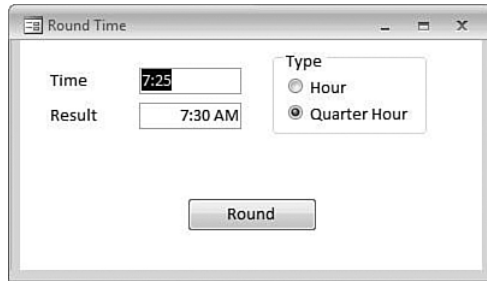 Round Time
Time 7:25
Result 7:30 AM
Type
Hour
Quarter Hour
Round